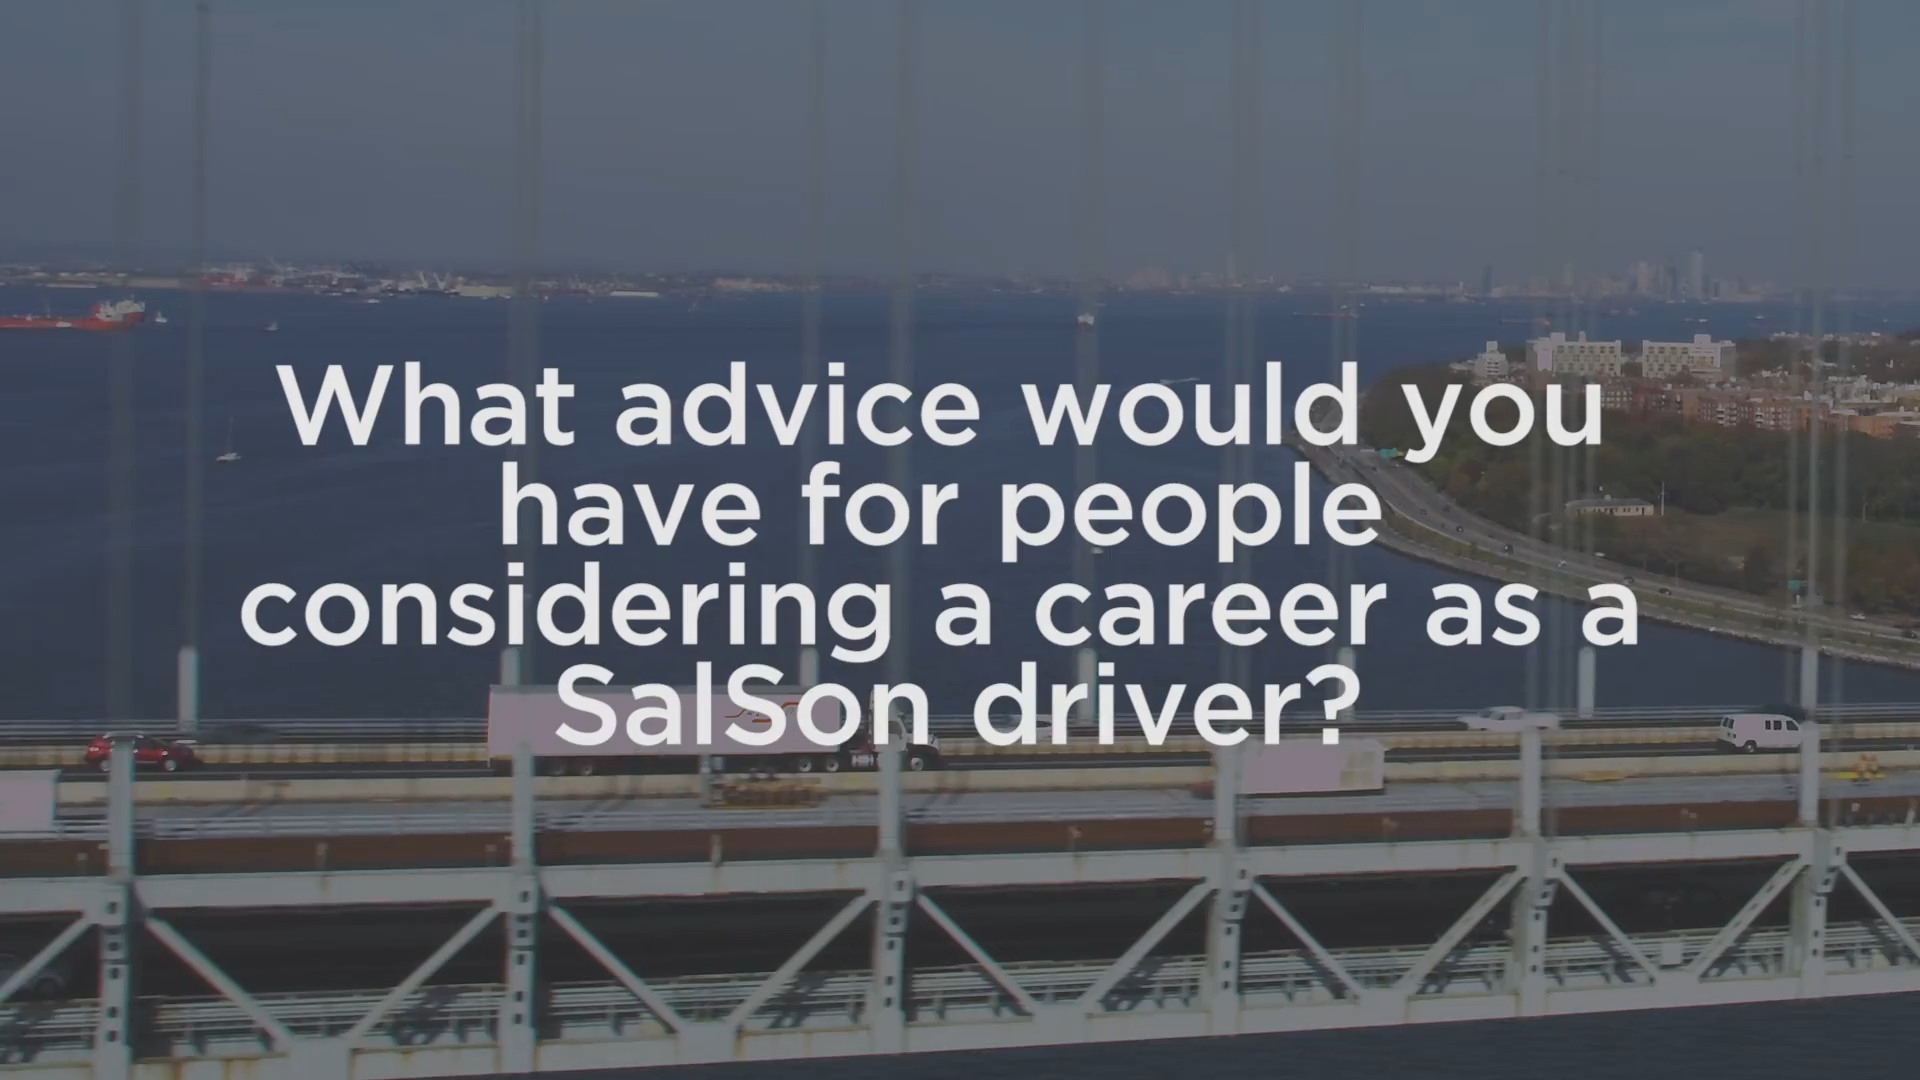 What advice would you
have for people
considering a career as a
SalSon driver?